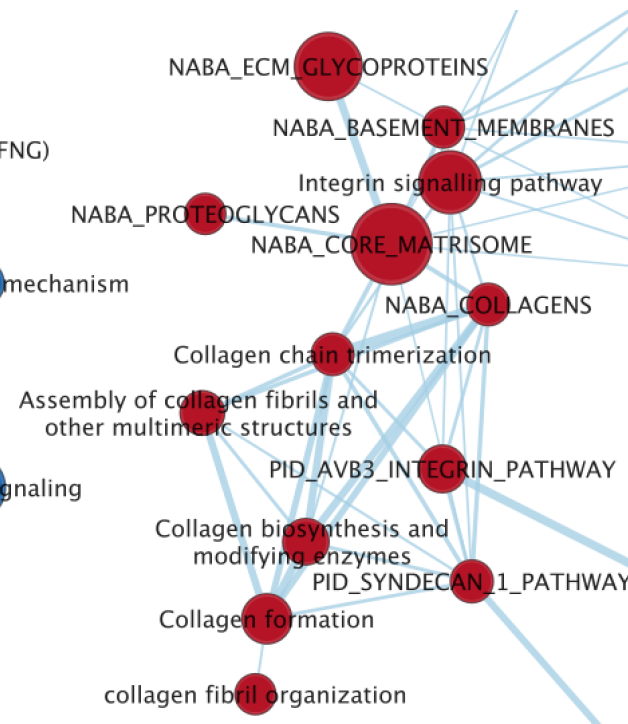 NABA_ECM_GLYCOPROTEINS
NABA_BASEMENT_MEMBRANES
FNG)
Integrin signalling pathway
NABA_PROTEOGLYCANS
NABA_CORE_MATRISOME
mechanism
NABA_COLLAGENS
Collagen chain trimerization
Assembly of collagen fibrils and
other multimeric structures
PID_AVB3_INTEGRIN_PATHWAY
gnaling
Collagen biosynthesis and
modifying enzymes
PID_SYNDECAN_1_PATHWAY
Collagen formation
collagen fibril organization